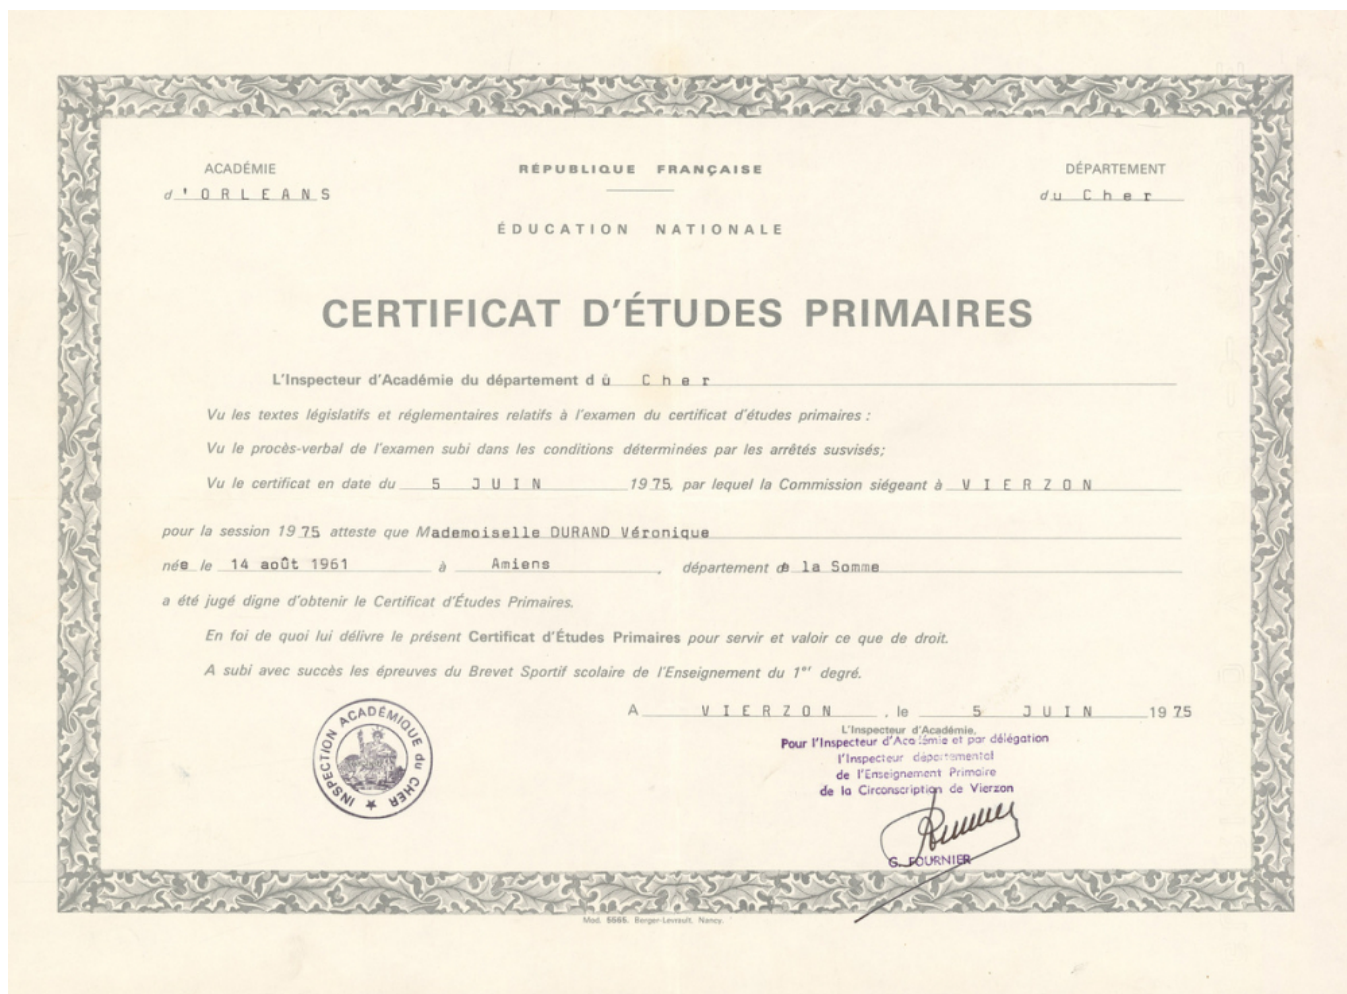 ACADÉMIE
d'ORLEANS
RÉPUBLIQUE FRANÇAISE
DÉPARTEMENT
du Cher
ÉDUCATION NATIONALE
CERTIFICAT D'ÉTUDES PRIMAIRES
L'Inspecteur d'Académie du département du Cher
Vu les textes législatifs et réglementaires relatifs à l'examen du certificat d'études primaires :
Vu le procès-verbal de l'examen subi dans les conditions déterminées par les arrêtés susvisés;
Vu le certificat en date du 5 JUIN 1975, par lequel la Commission siégeant à VIERZON
pour la session 1975 atteste que Mademoiselle DURAND Véronique
née le 14 août 1961 à Amiens, département de la Somme
a été jugé digne d'obtenir le Certificat d'Études Primaires.
En foi de quoi lui délivre le présent Certificat d'Études Primaires pour servir et valoir ce que de droit.
A subi avec succès les épreuves du Brevet Sportif scolaire de l'Enseignement du 1er degré.
A VIERZON, le 5 JUIN 1975
L'Inspecteur d'Académie,
Pour l'Inspecteur d'Académie et par délégation
l'Inspecteur départemental
de l'Enseignement Primaire
de la Circonscription de Vierzon
G. FOURNIER
INSPECTION ACADÉMIQUE du CHER
Mod. 5565. Berger-Levrault, Nancy.